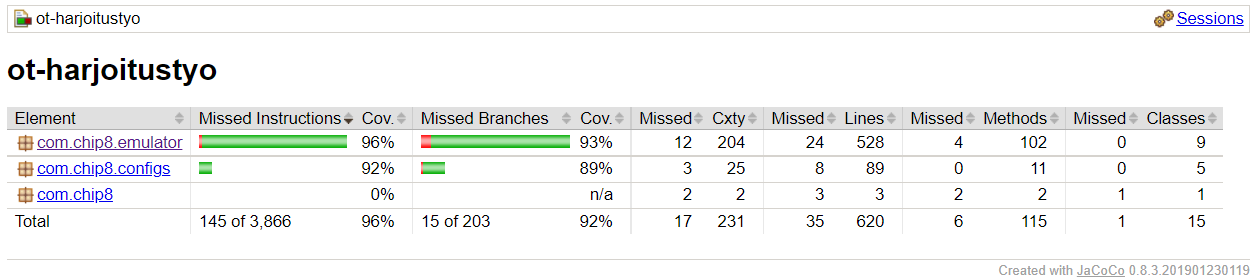 ot-harjoitustyo Sessions
ot-harjoitustyo
Element Missed Instructions Cov. Missed Branches Cov. Missed Cxty Missed Lines Missed Methods Missed Classes
com.chip8.emulator 96% 93% 12 204 24 528 4 102 0 9
com.chip8.configs 92% 89% 3 25 8 89 0 11 0 5
com.chip8 0% n/a 2 2 3 3 2 2 1 1
Total 145 of 3,866 96% 15 of 203 92% 17 231 35 620 6 115 1 15
Created with JaCoCo 0.8.3.201901230119